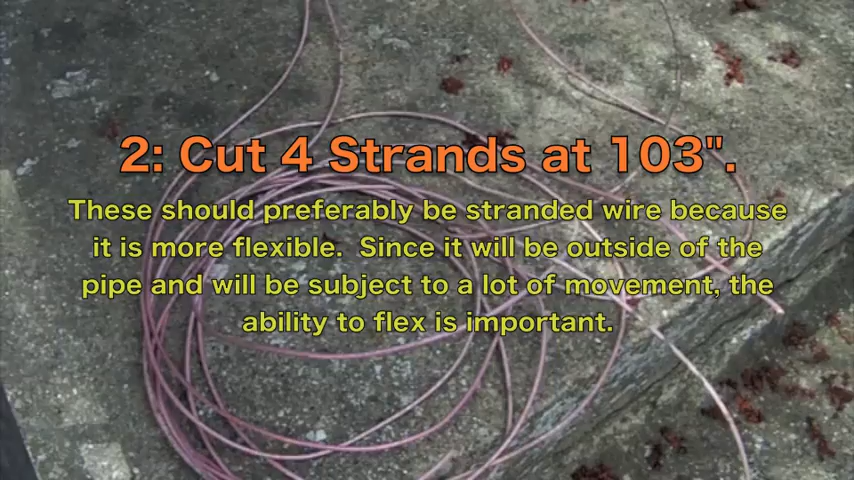 2: Cut 4 Strands at 103".
These should preferably be stranded wire because
it is more flexible.  Since it will be outside of the
pipe and will be subject to a lot of movement, the
ability to flex is important.